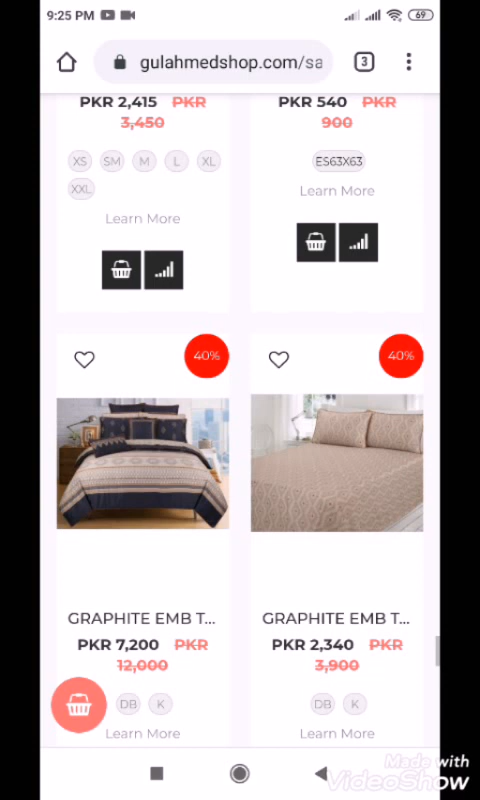 9:25 PM
69
gulahmedshop.com/sa
3
PKR 2,415 PKR
3,450
XS SM M L XL
XXL
Learn More
PKR 540 PKR
900
ES63X63
Learn More
40%
40%
GRAPHITE EMB T...
PKR 7,200 PKR
12,000
DB K
Learn More
GRAPHITE EMB T...
PKR 2,340 PKR
3,900
DB K
Learn More
Made with
VideoShow